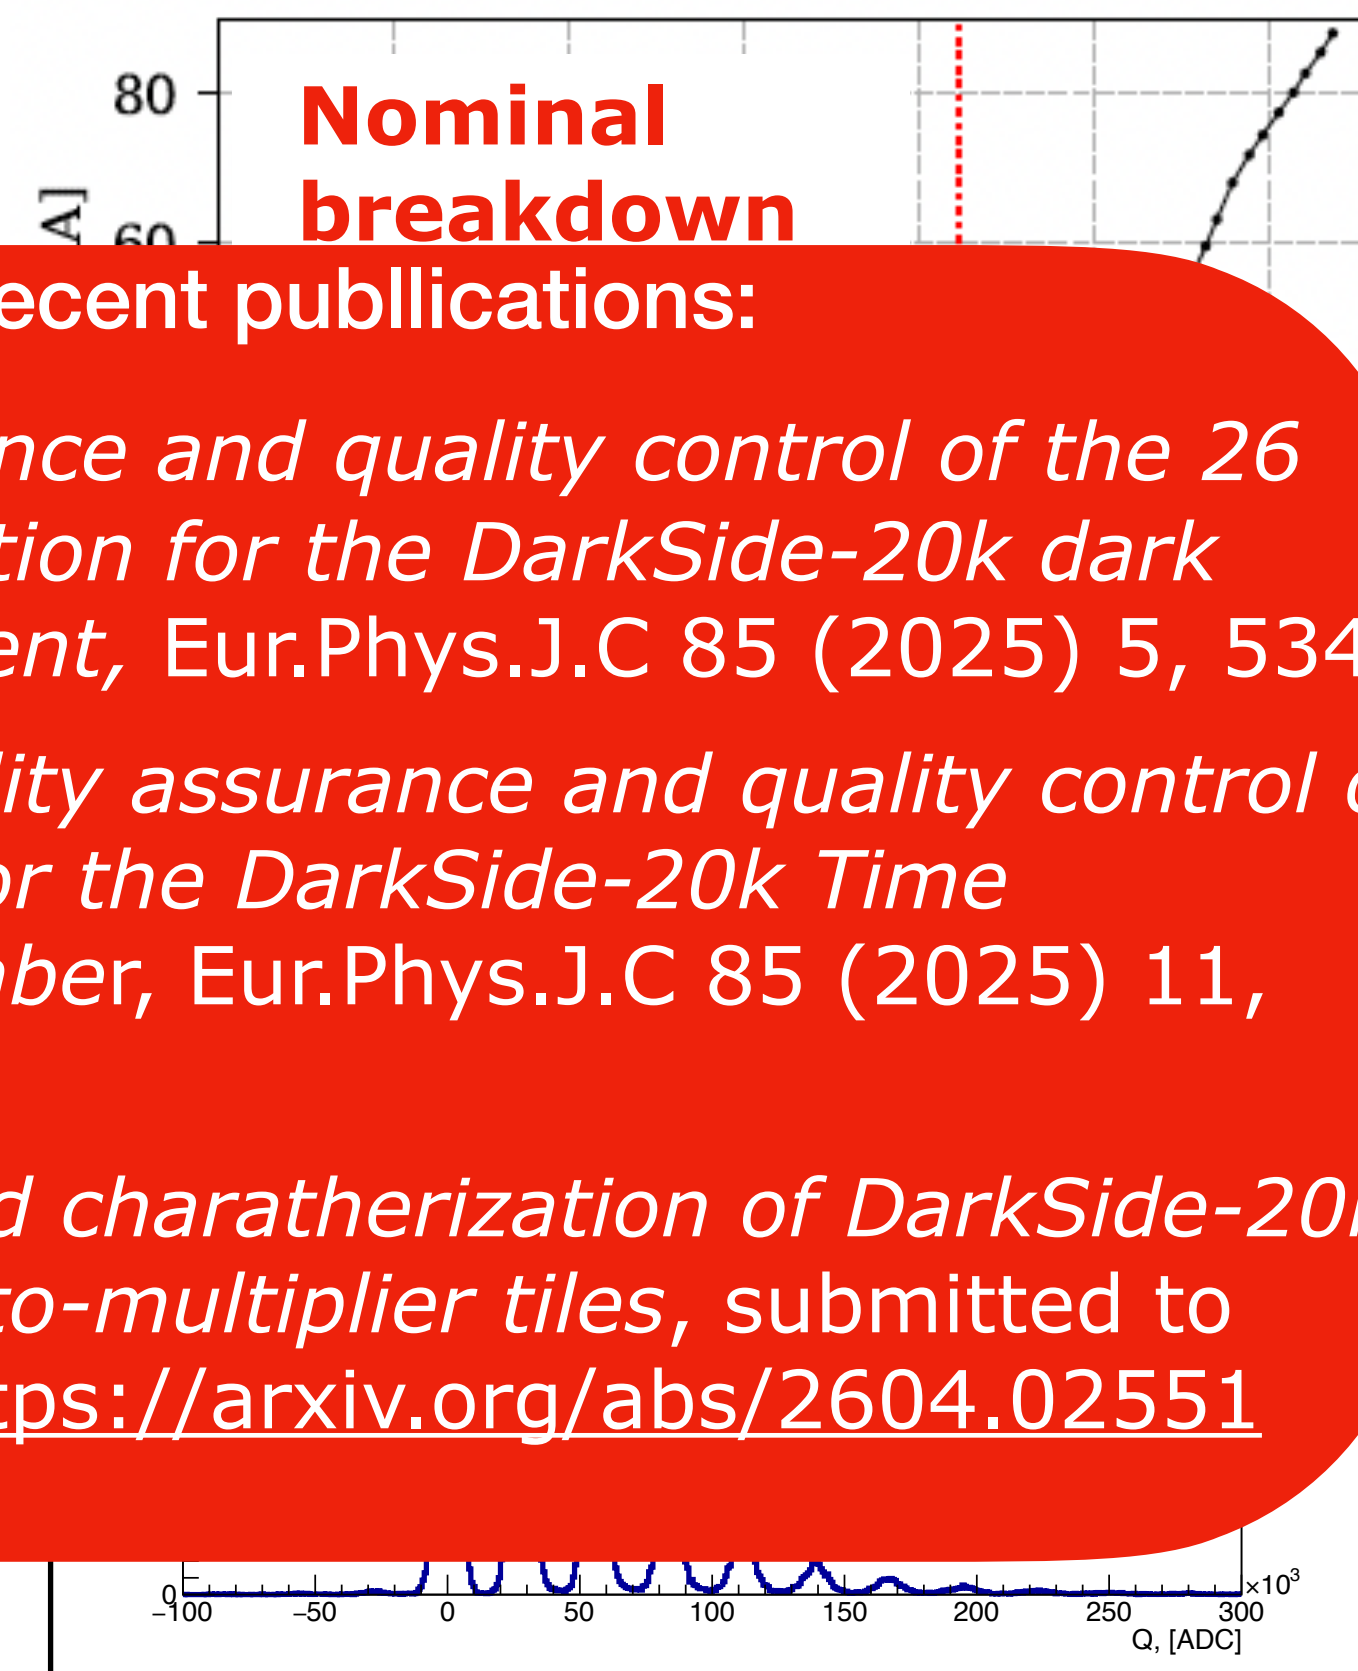 80
Nominal
breakdown
A]
60
ecent publlications:
nce and quality control of the 26
tion for the DarkSide-20k dark
ent, Eur.Phys.J.C 85 (2025) 5, 534
lity assurance and quality control
or the DarkSide-20k Time
ber, Eur.Phys.J.C 85 (2025) 11,
d charatherization of DarkSide-20k
to-multiplier tiles, submitted to
tps://arxiv.org/abs/2604.02551
0
×10³
−100 −50 0 50 100 150 200 250 300
Q, [ADC]